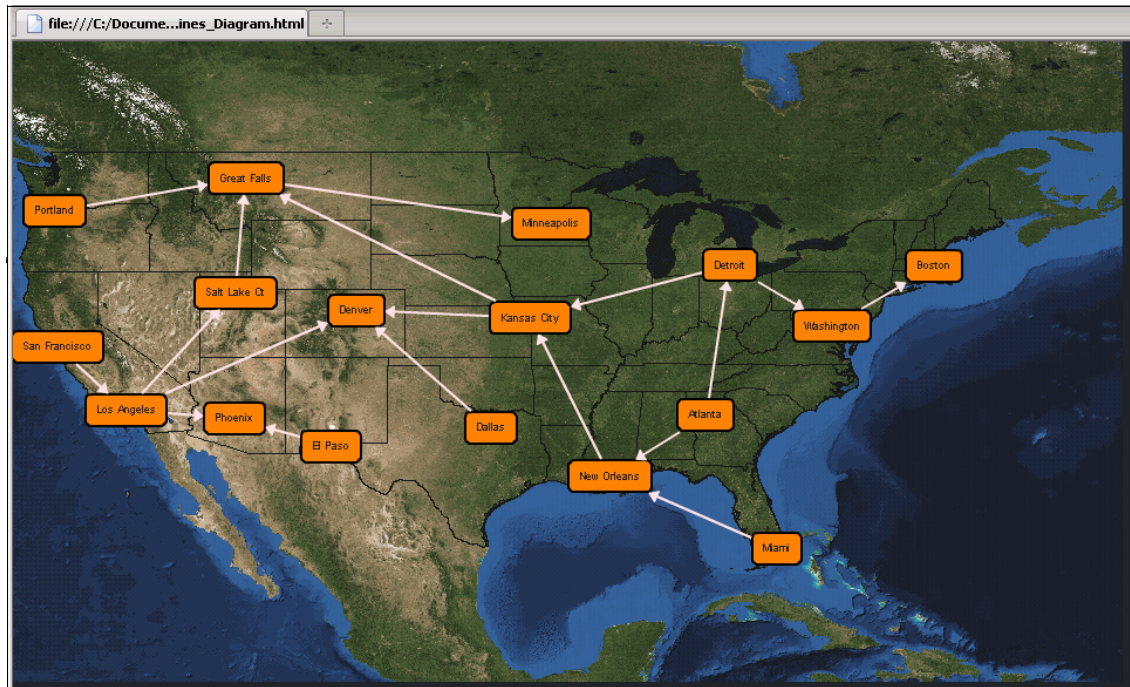 file:///C:/Docume...ines_Diagram.html
Great Falls
Portland
Minneapolis
Detroit
Boston
Salt Lake Ct
Denver
Kansas City
Washington
San Francisco
Los Angeles
Phoenix
Atlanta
Dallas
El Paso
New Orleans
Miami